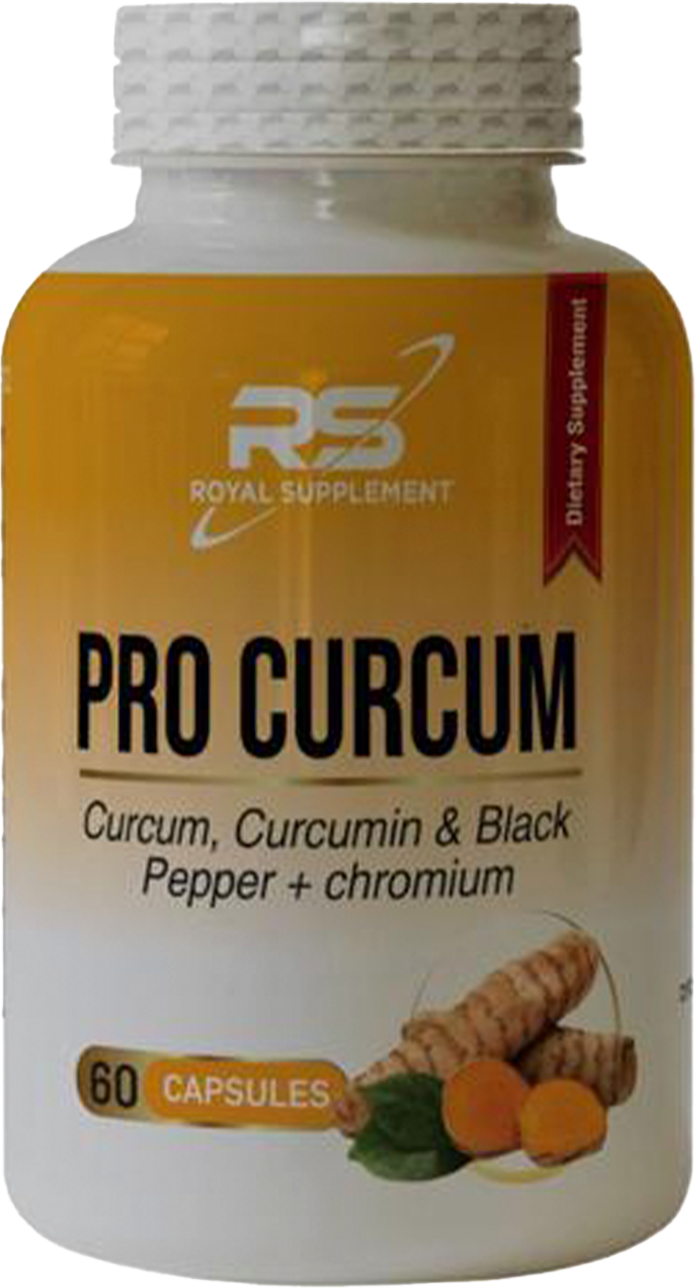 RS
ROYAL SUPPLEMENT
Dietary Supplement
PRO CURCUM
Curcum, Curcumin & Black
Pepper + chromium
60 CAPSULES